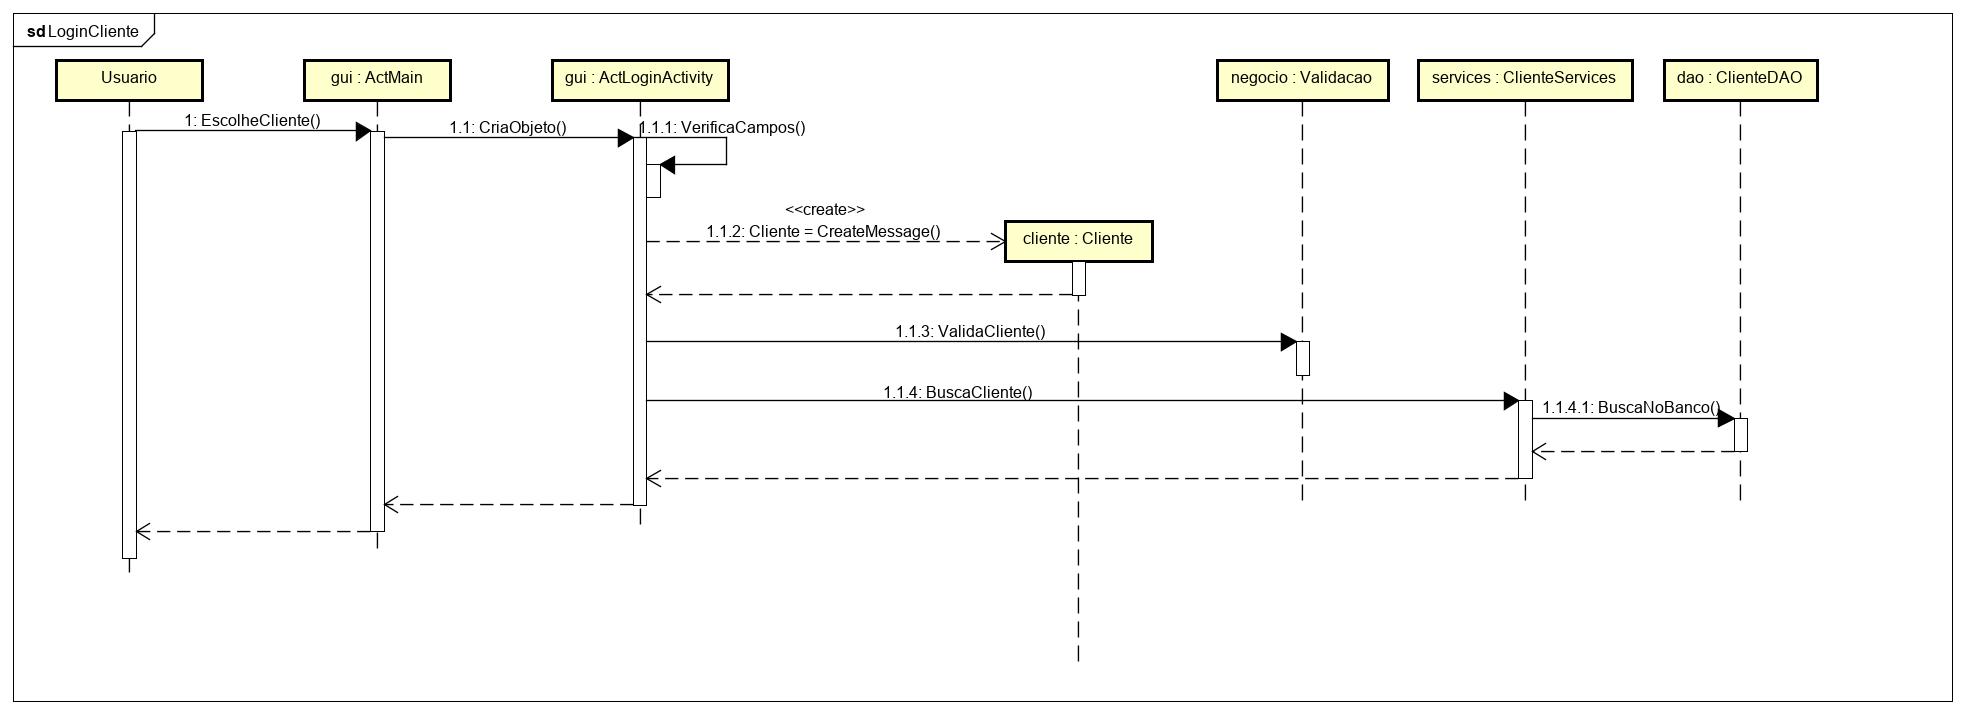 sd LoginCliente
Usuario
gui : ActMain
gui : ActLoginActivity
negocio : Validacao
services : ClienteServices
dao : ClienteDAO
1: EscolheCliente()
1.1: CriaObjeto()
1.1.1: VerificaCampos()
<<create>>
1.1.2: Cliente = CreateMessage()
cliente : Cliente
1.1.3: ValidaCliente()
1.1.4: BuscaCliente()
1.1.4.1: BuscaNoBanco()